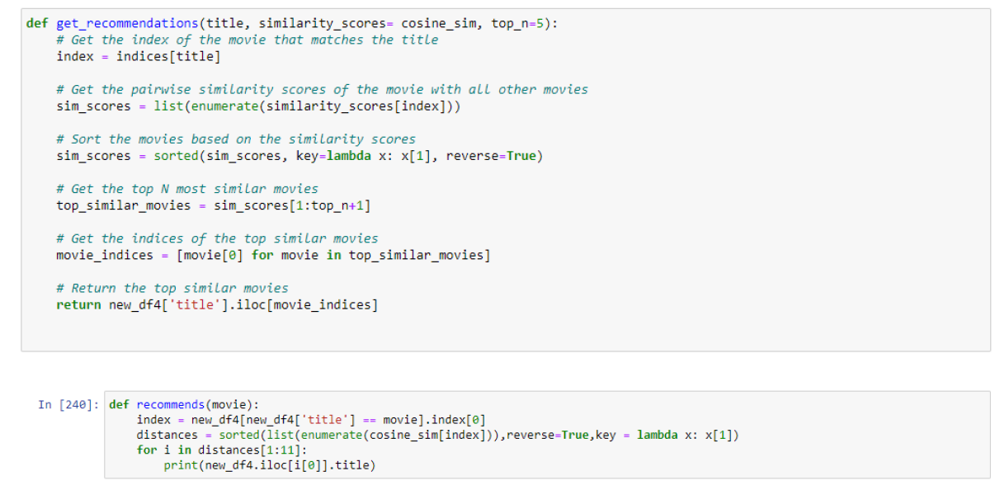 def get_recommendations(title, similarity_scores= cosine_sim, top_n=5):
    # Get the index of the movie that matches the title
    index = indices[title]

    # Get the pairwise similarity scores of the movie with all other movies
    sim_scores = list(enumerate(similarity_scores[index]))

    # Sort the movies based on the similarity scores
    sim_scores = sorted(sim_scores, key=lambda x: x[1], reverse=True)

    # Get the top N most similar movies
    top_similar_movies = sim_scores[1:top_n+1]

    # Get the indices of the top similar movies
    movie_indices = [movie[0] for movie in top_similar_movies]

    # Return the top similar movies
    return new_df4['title'].iloc[movie_indices]

In [240]: def recommends(movie):
    index = new_df4[new_df4['title'] == movie].index[0]
    distances = sorted(list(enumerate(cosine_sim[index])),reverse=True,key = lambda x: x[1])
    for i in distances[1:11]:
        print(new_df4.iloc[i[0]].title)